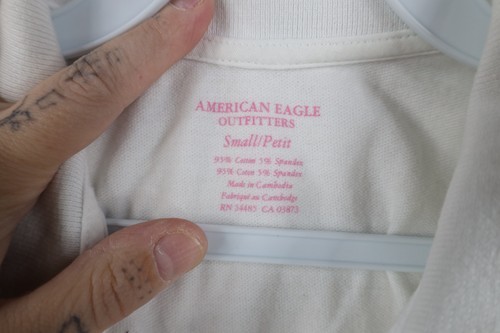 AMERICAN EAGLE
OUTFITTERS
Small/Petit
95% Cotton 5% Spandex
95% Coton 5% Spandex
Made in Cambodia
Fabriqué au Cambodge
RN 54485 CA 03873